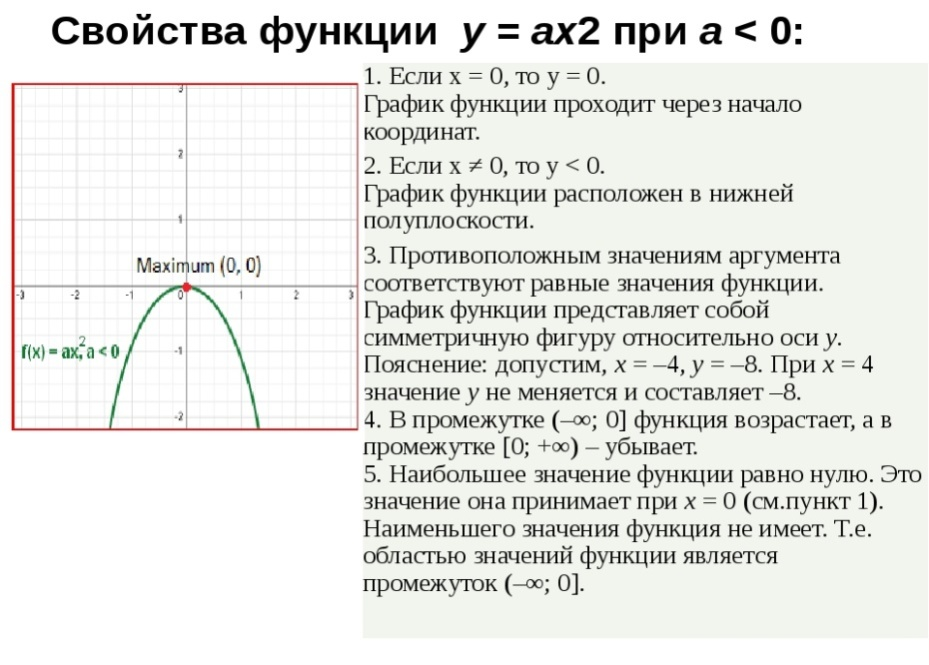 Свойства функции y = ax2 при a < 0:
3
2
1
Maximum (0, 0)
-3 -2 -1 0 1 2 3
f(x) = ax,2 a < 0
-1
-2
1. Если x = 0, то y = 0.
График функции проходит через начало
координат.
2. Если x ≠ 0, то y < 0.
График функции расположен в нижней
полуплоскости.
3. Противоположным значениям аргумента
соответствуют равные значения функции.
График функции представляет собой
симметричную фигуру относительно оси y.
Пояснение: допустим, x = –4, y = –8. При x = 4
значение y не меняется и составляет –8.
4. В промежутке (–∞; 0] функция возрастает, а в
промежутке [0; +∞) – убывает.
5. Наибольшее значение функции равно нулю. Это
значение она принимает при x = 0 (см.пункт 1).
Наименьшего значения функция не имеет. Т.е.
областью значений функции является
промежуток (–∞; 0].